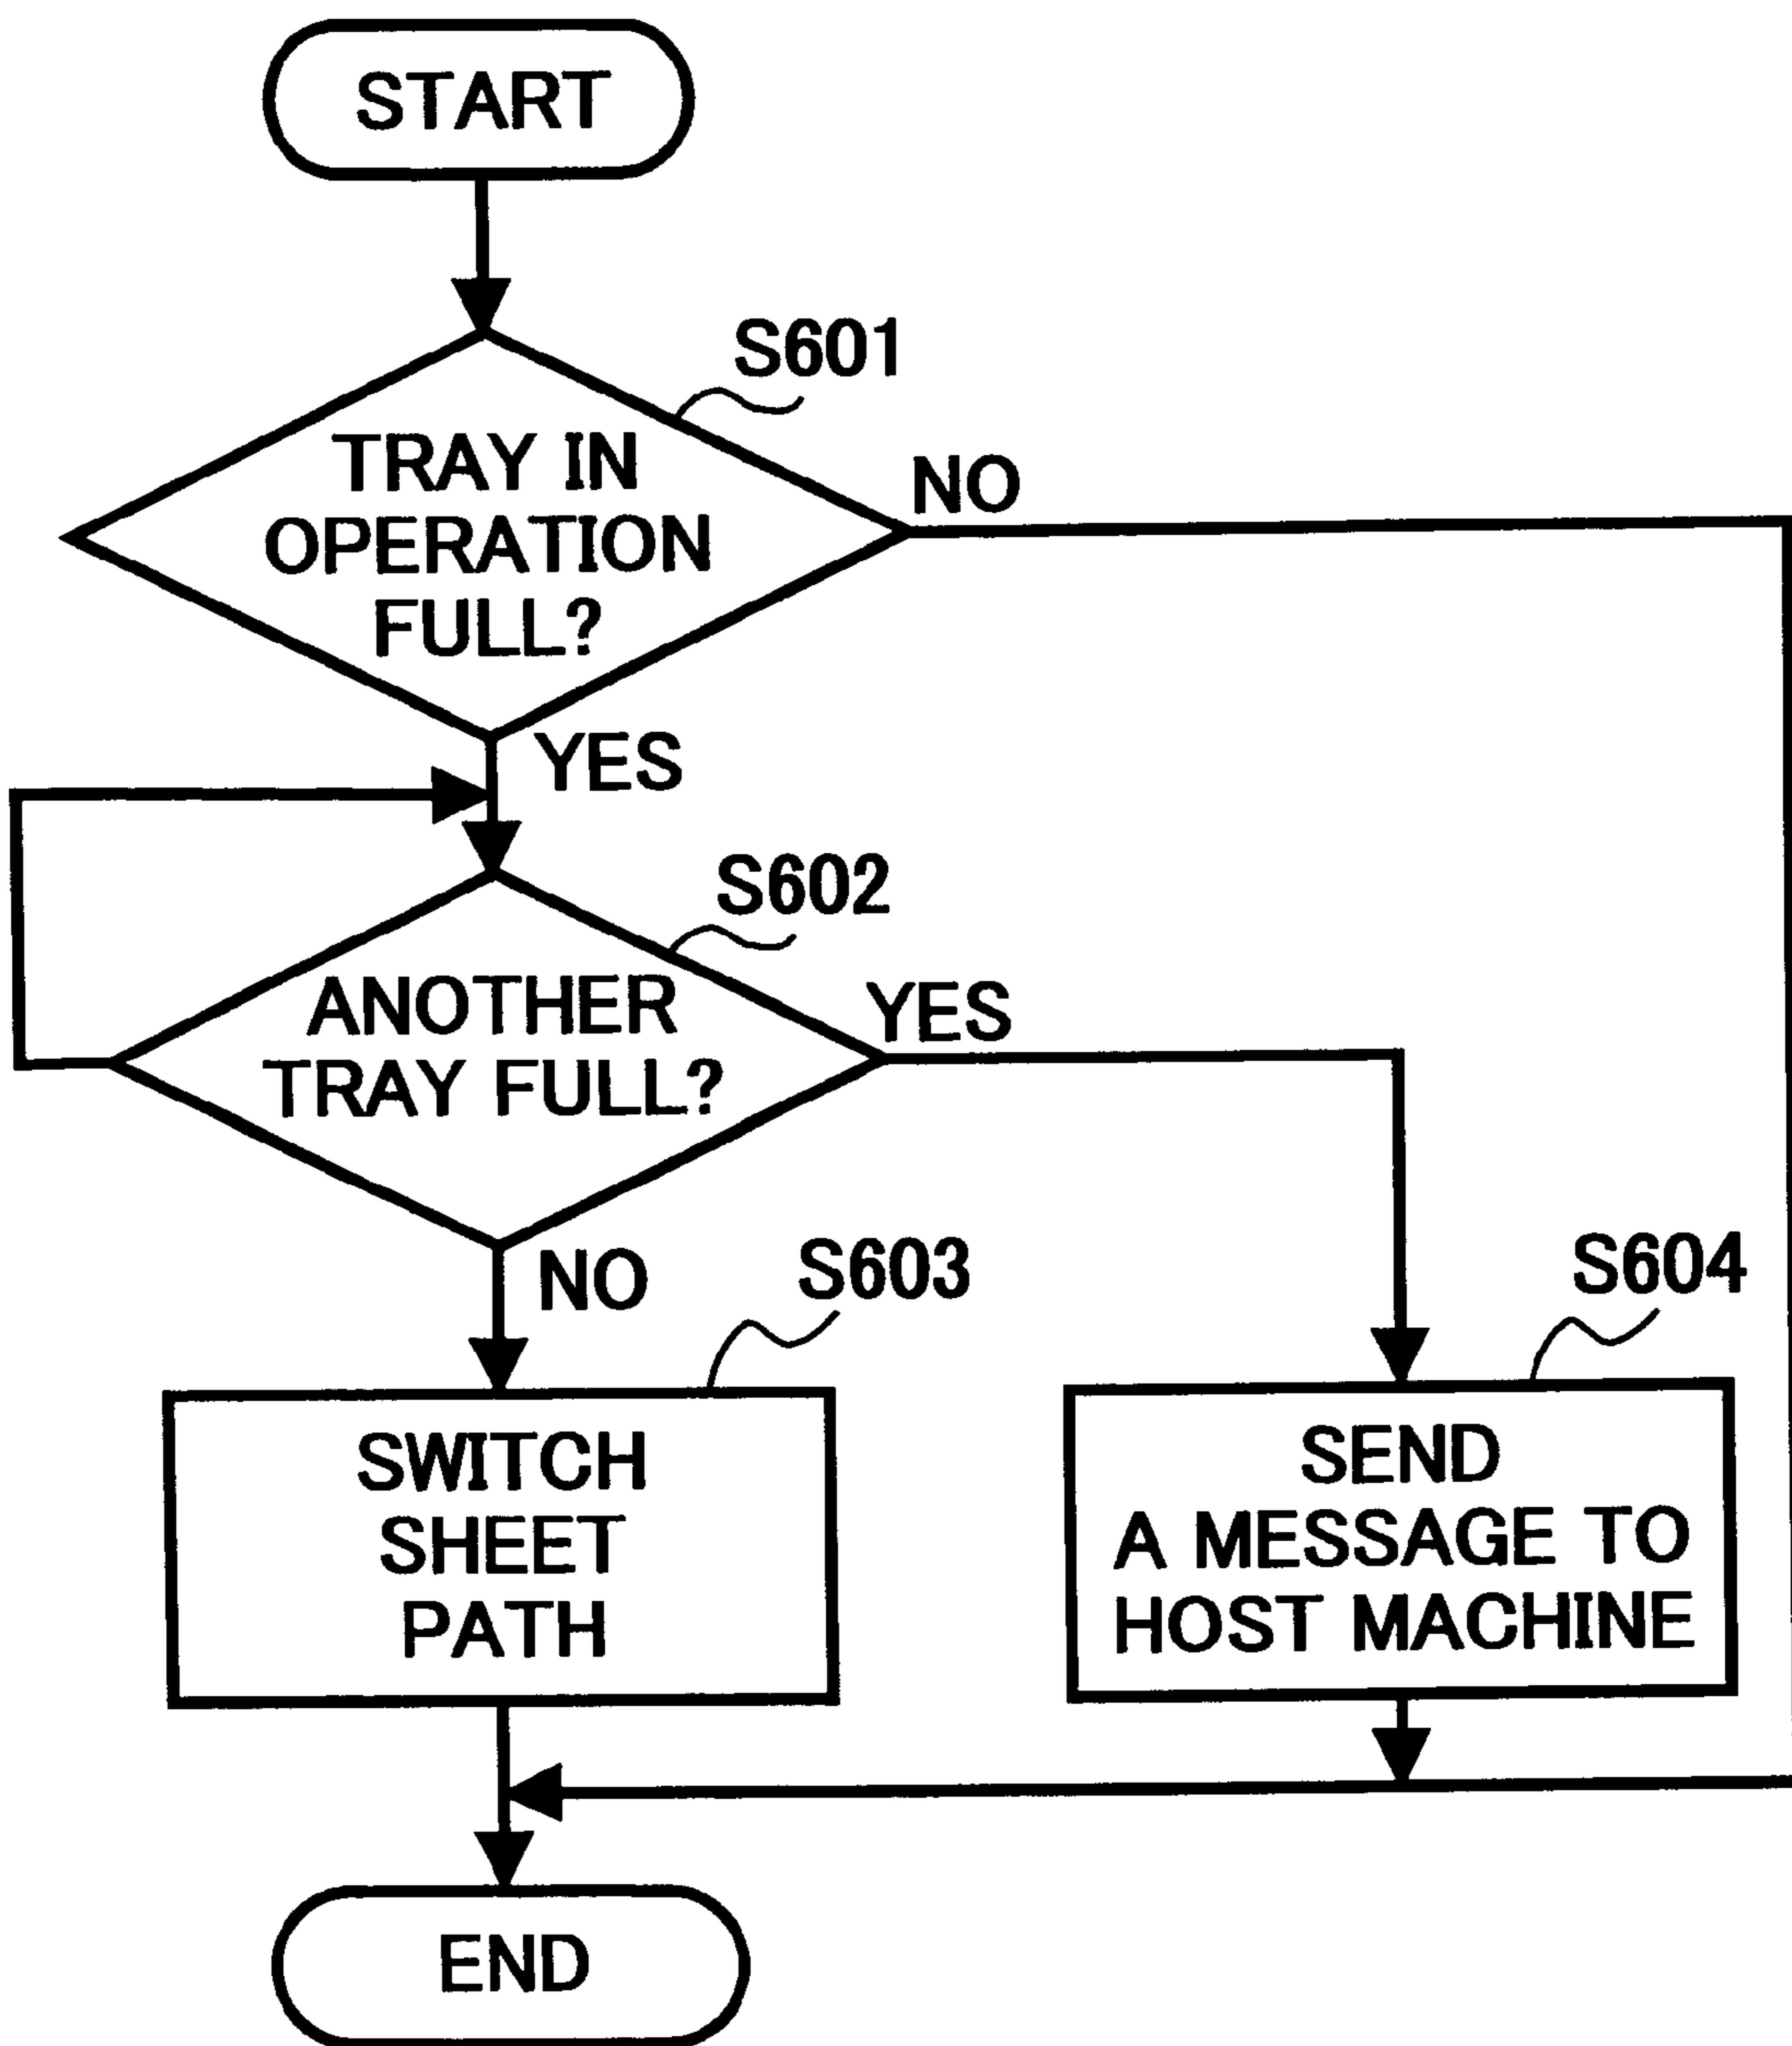 START
S601
TRAY IN
OPERATION
FULL?
NO
YES
S602
ANOTHER
TRAY FULL?
YES
NO
S603
S604
SWITCH
SHEET
PATH
SEND
A MESSAGE TO
HOST MACHINE
END